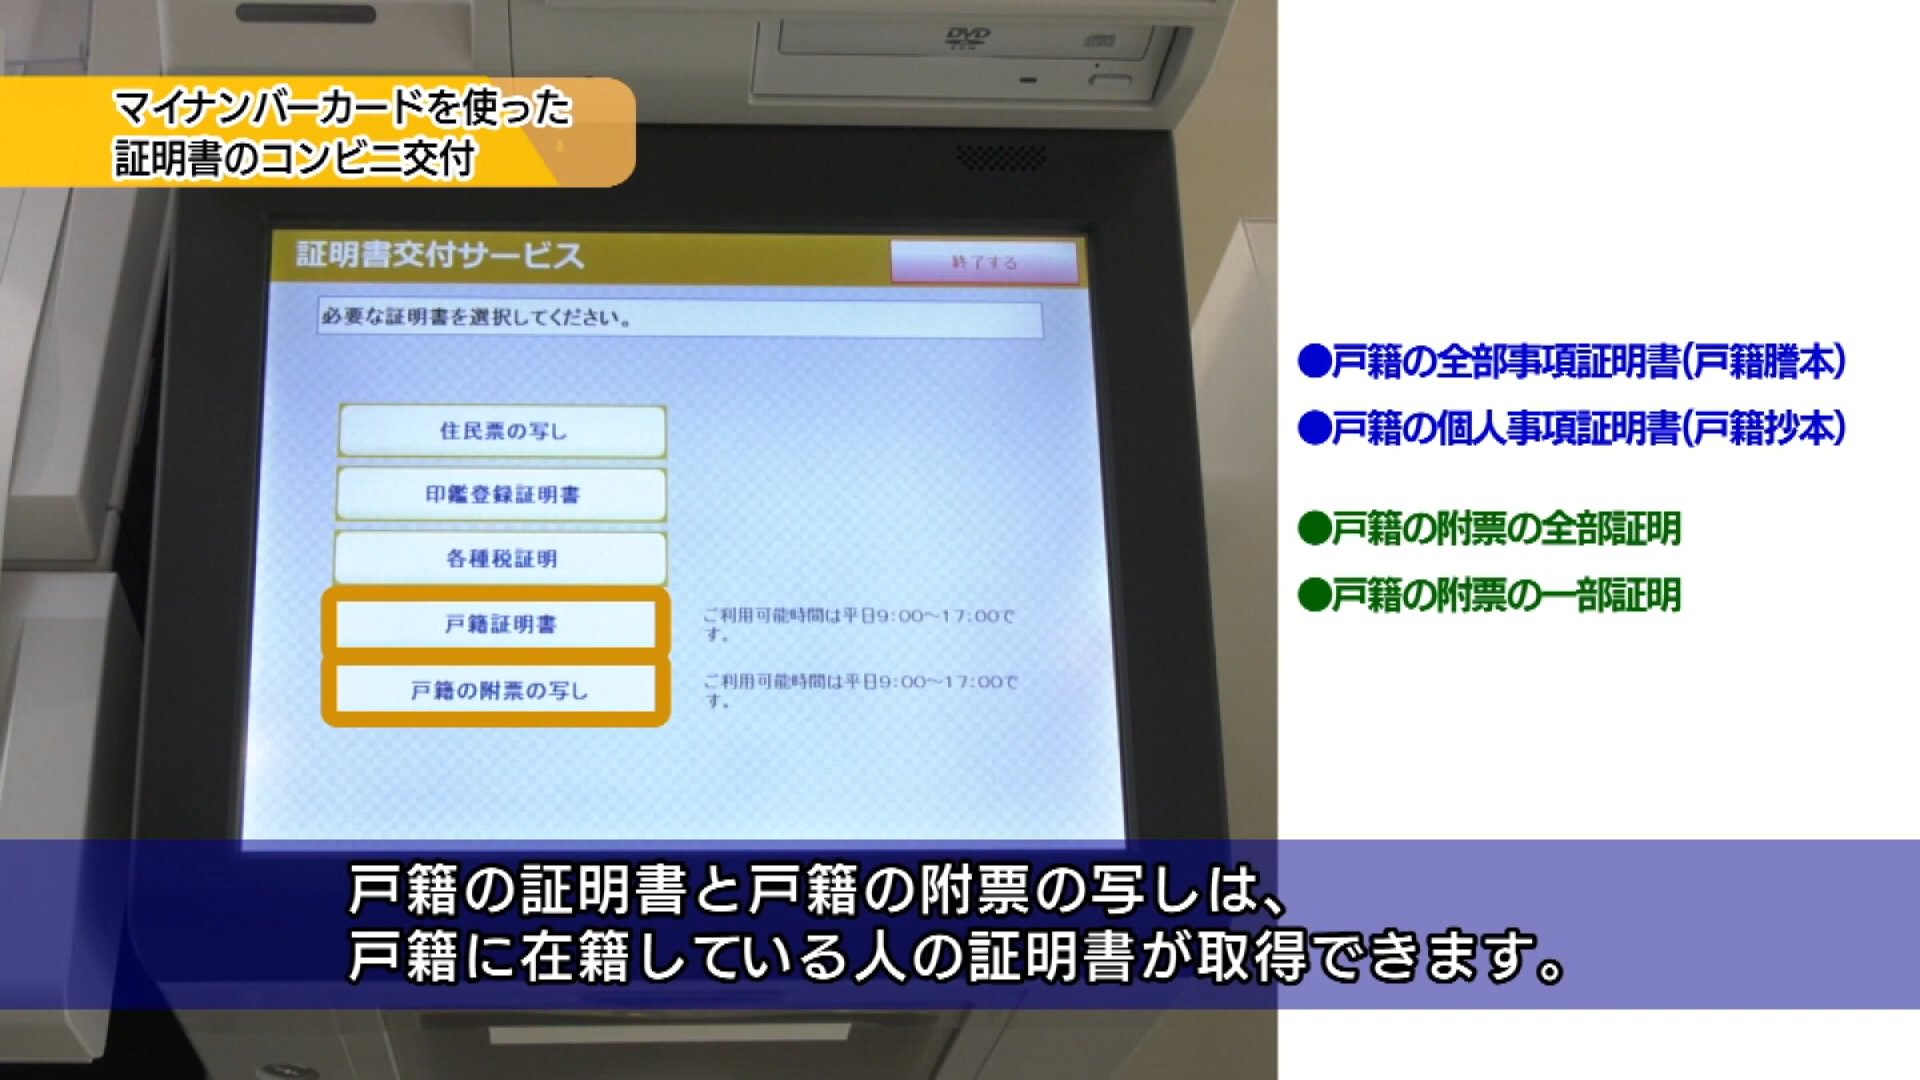 DVD
マイナンバーカードを使った
証明書のコンビニ交付
証明書交付サービス
終了する
必要な証明書を選択してください。
住民票の写し
印鑑登録証明書
各種税証明
戸籍証明書
ご利用可能時間は平日9:00～17:00で
す。
戸籍の附票の写し
ご利用可能時間は平日9:00～17:00で
す。
●戸籍の全部事項証明書(戸籍謄本)
●戸籍の個人事項証明書(戸籍抄本)
●戸籍の附票の全部証明
●戸籍の附票の一部証明
戸籍の証明書と戸籍の附票の写しは、
戸籍に在籍している人の証明書が取得できます。